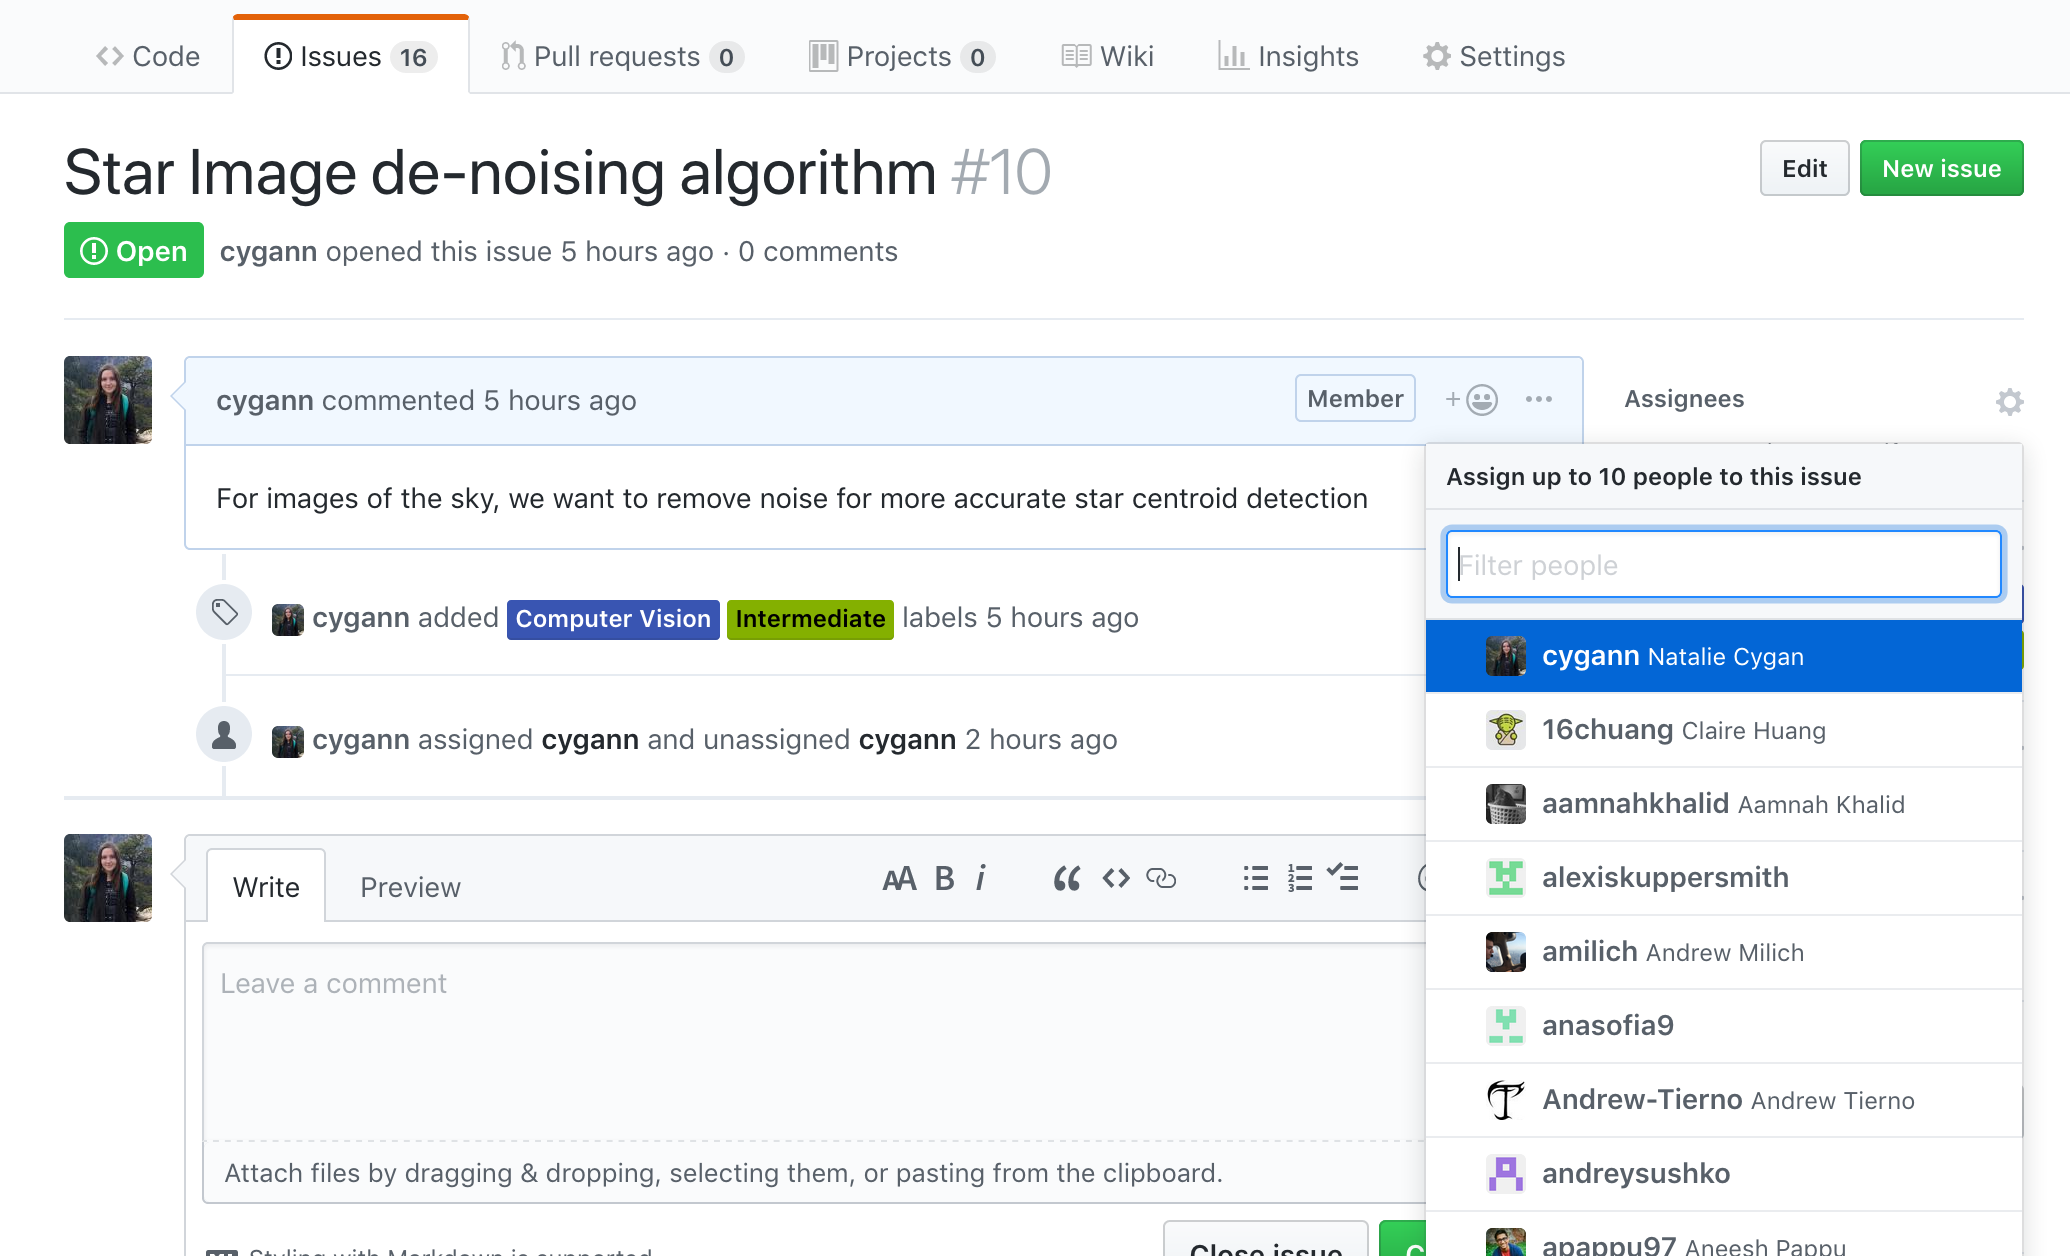 Code Issues 16 Pull requests 0 Projects 0 Wiki Insights Settings
Star Image de-noising algorithm #10
Edit New issue
Open cygann opened this issue 5 hours ago · 0 comments
cygann commented 5 hours ago Member
Assignees
For images of the sky, we want to remove noise for more accurate star centroid detection
cygann added Computer Vision Intermediate labels 5 hours ago
cygann assigned cygann and unassigned cygann 2 hours ago
Write Preview
Leave a comment
Attach files by dragging & dropping, selecting them, or pasting from the clipboard.
Styling with Markdown is supported
Close issue
Assign up to 10 people to this issue
Filter people
cygann Natalie Cygan
16chuang Claire Huang
aamnahkhalid Aamnah Khalid
alexiskuppersmith
amilich Andrew Milich
anasofia9
Andrew-Tierno Andrew Tierno
andreysushko
apappu97 Aneesh Pappu